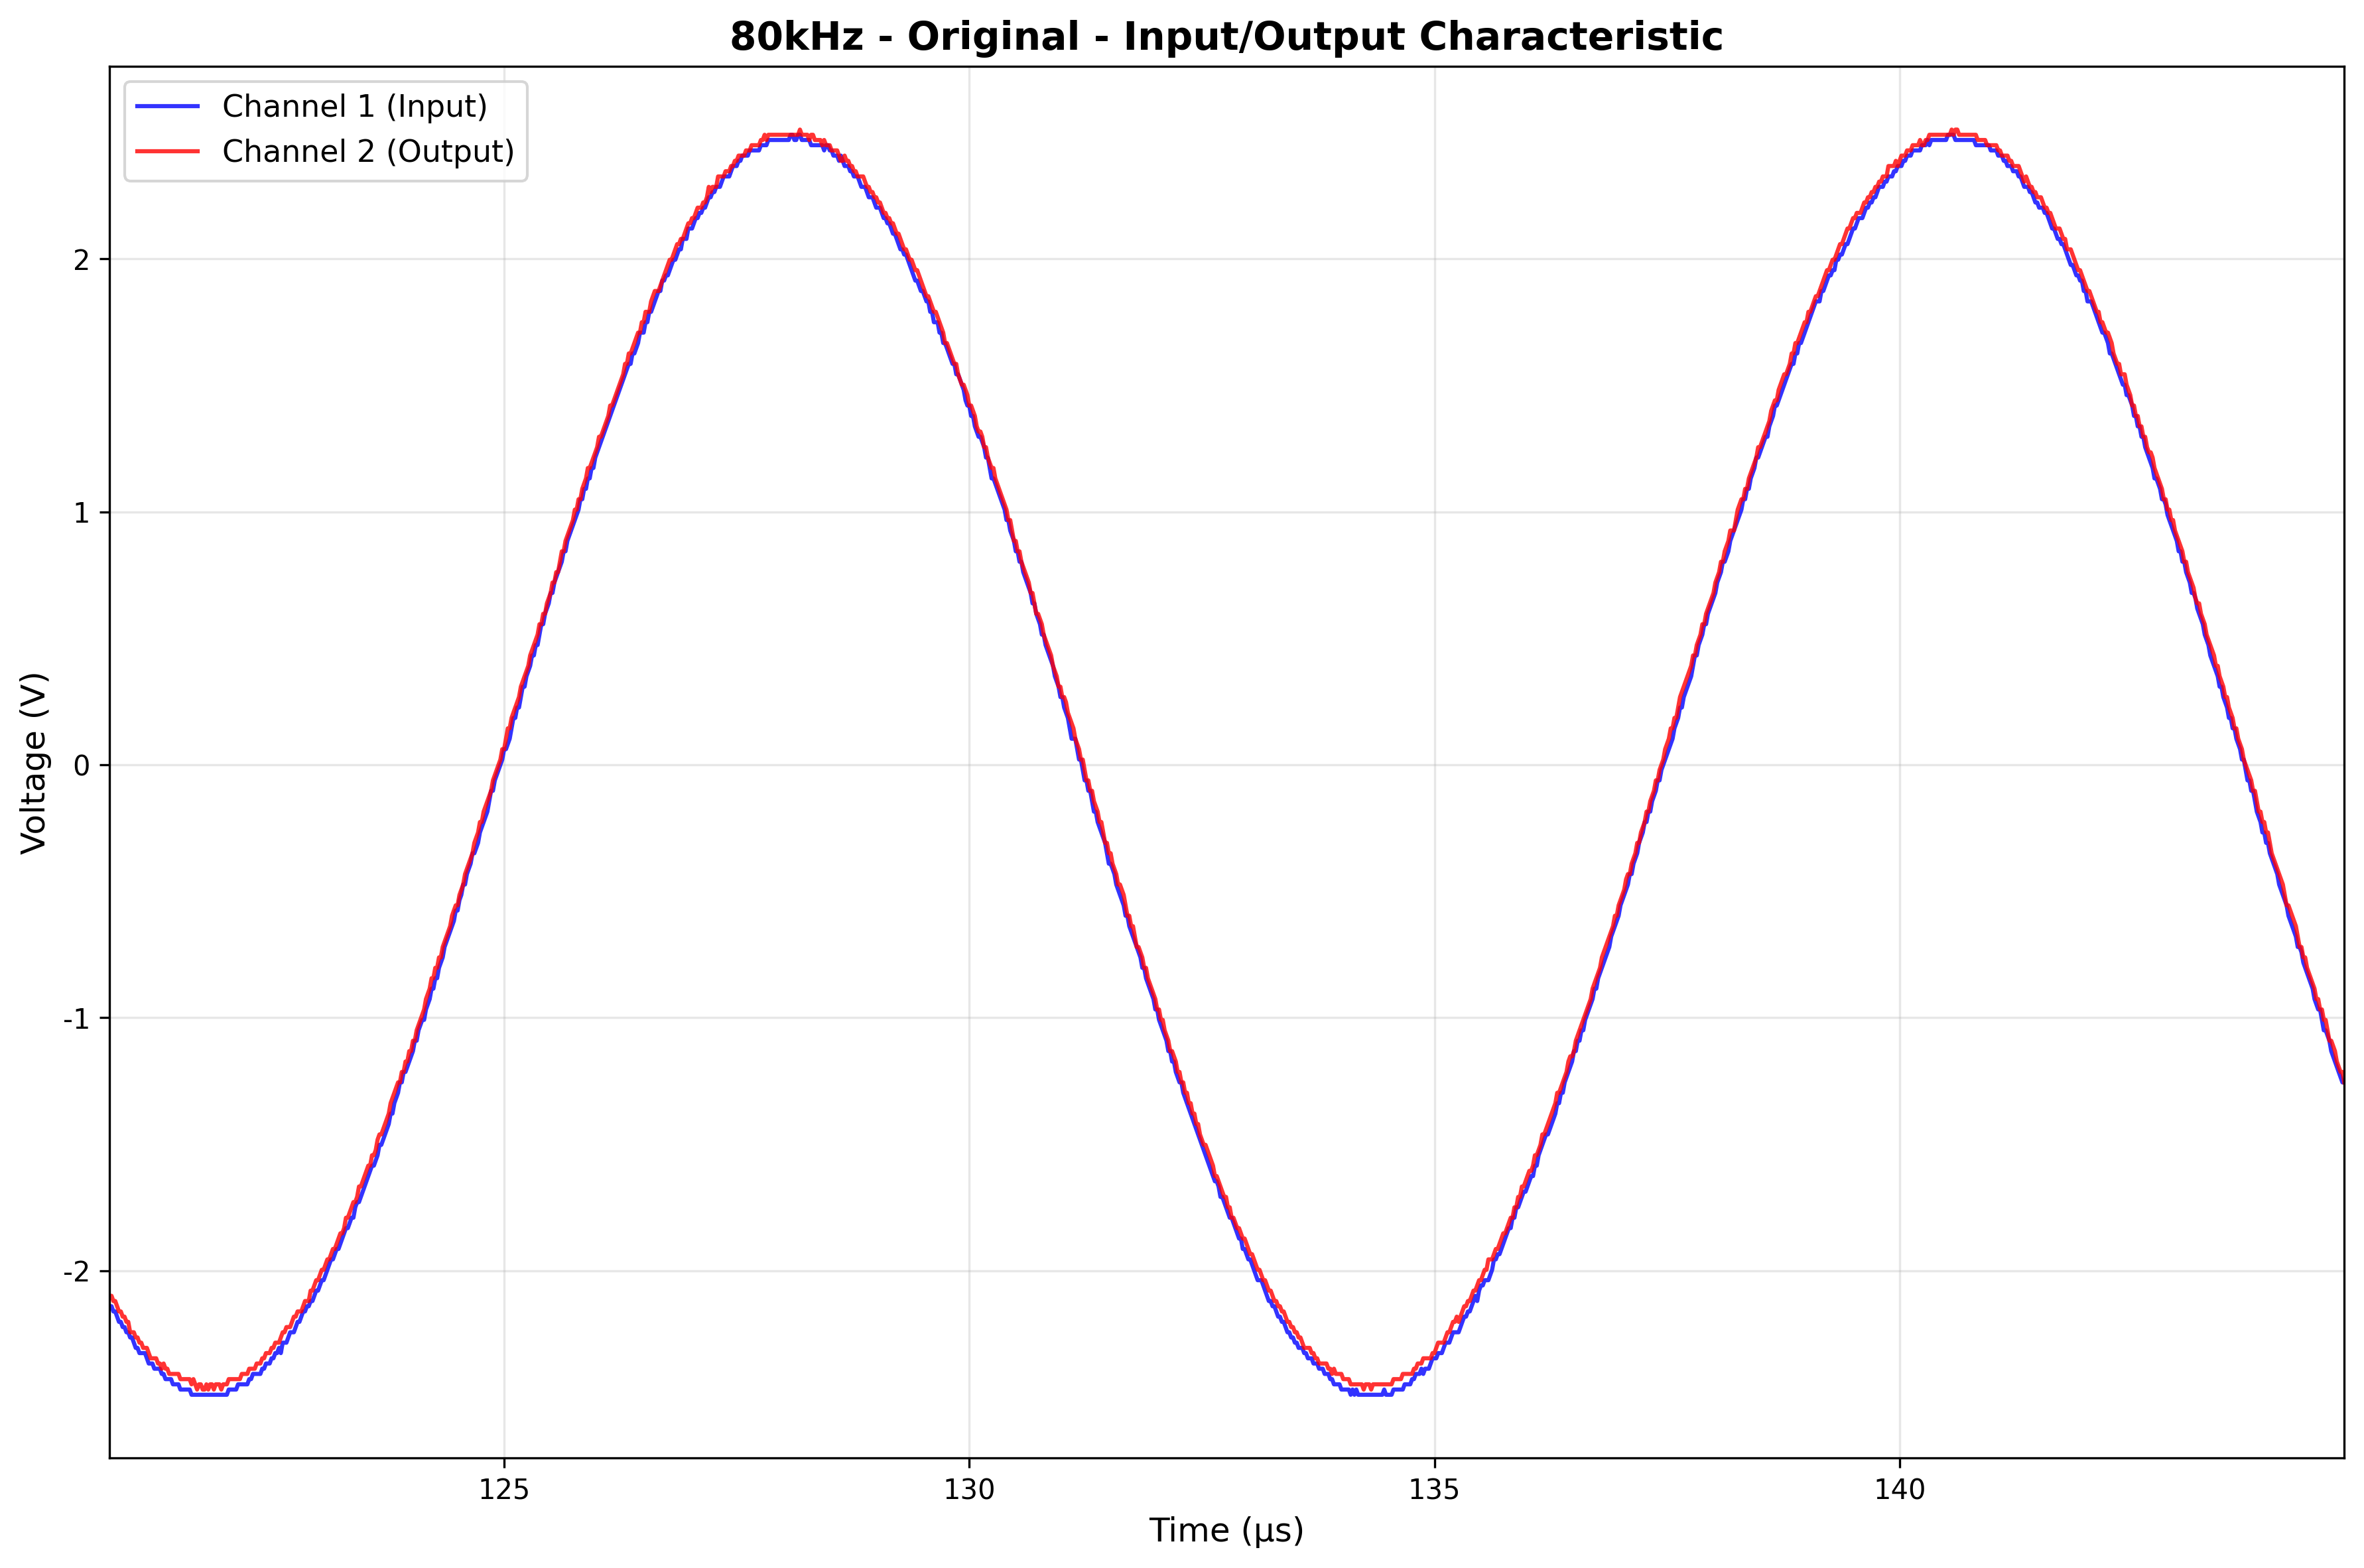 80kHz - Original - Input/Output Characteristic
Channel 1 (Input)
Channel 2 (Output)
Voltage (V)
2
1
0
-1
-2
125
130
135
140
Time (μs)